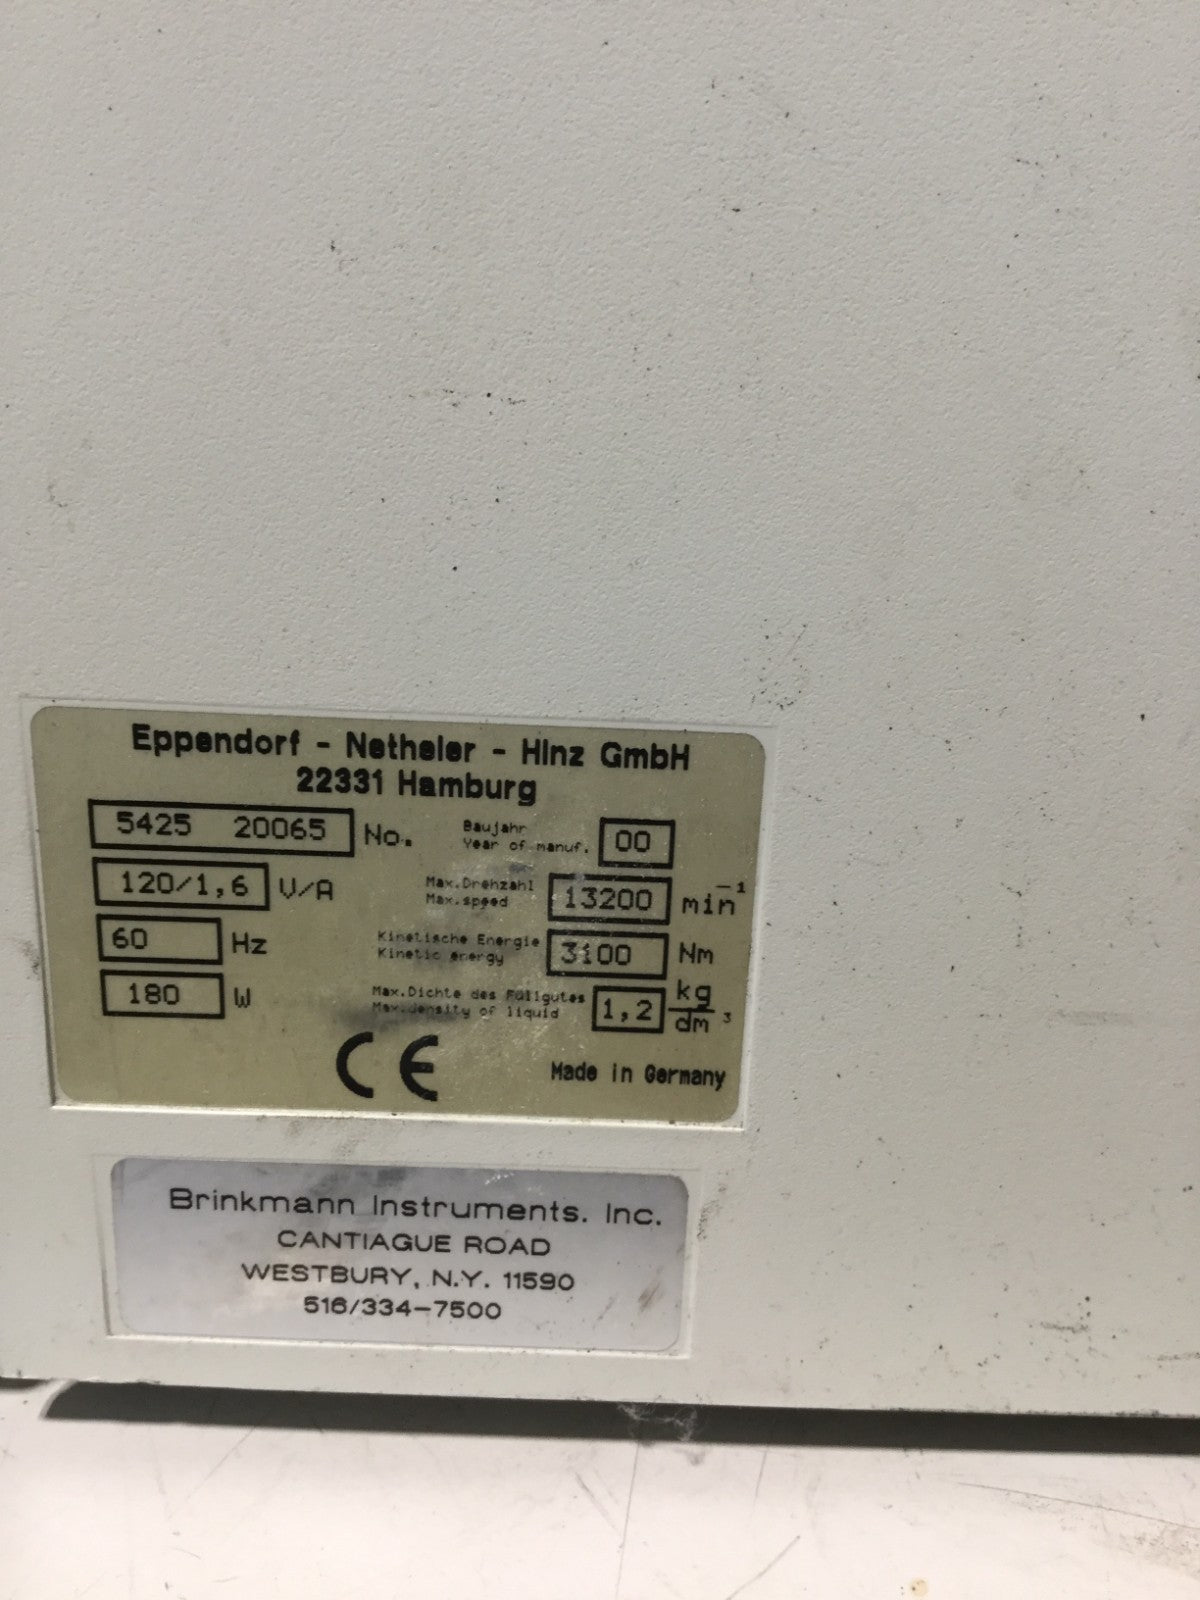 Eppendorf - Netheler - Hinz GmbH
22331 Hamburg
5425 20065 No.
Baujahr
Year of manuf. 00
120/1,6 V/A
Max.Drehzahl
Max.speed 13200 min⁻¹
60 Hz
Kinetische Energie
Kinetic energy 3100 Nm
180 W
Max.Dichte des Füllgutes
Max.density of liquid 1,2 kg/dm³
CE
Made in Germany
Brinkmann Instruments, Inc.
CANTIAGUE ROAD
WESTBURY, N.Y. 11590
516/334-7500